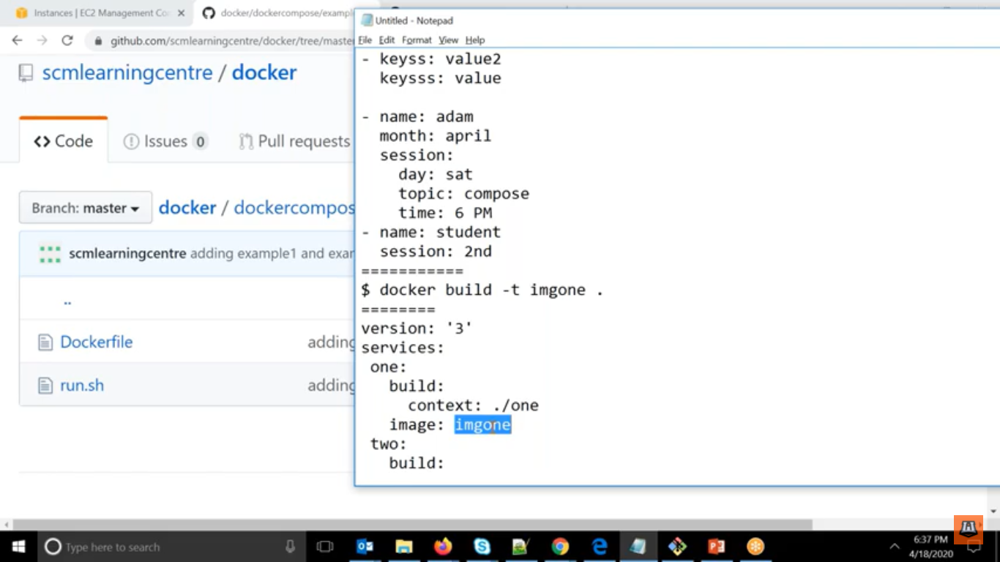 Instances | EC2 Management Co
docker/dockercompose/example
github.com/scmlearningcentre/docker/tree/master
scmlearningcentre / docker
Code
Issues 0
Pull requests
Branch: master
docker / dockercompos
scmlearningcentre adding example1 and exar
..
Dockerfile adding
run.sh adding
Untitled - Notepad
File Edit Format View Help
- keyss: value2
keysss: value
- name: adam
month: april
session:
day: sat
topic: compose
time: 6 PM
- name: student
session: 2nd
===========
$ docker build -t imgone .
========
version: '3'
services:
one:
build:
context: ./one
image: imgone
two:
build:
Type here to search
6:37 PM
4/18/2020